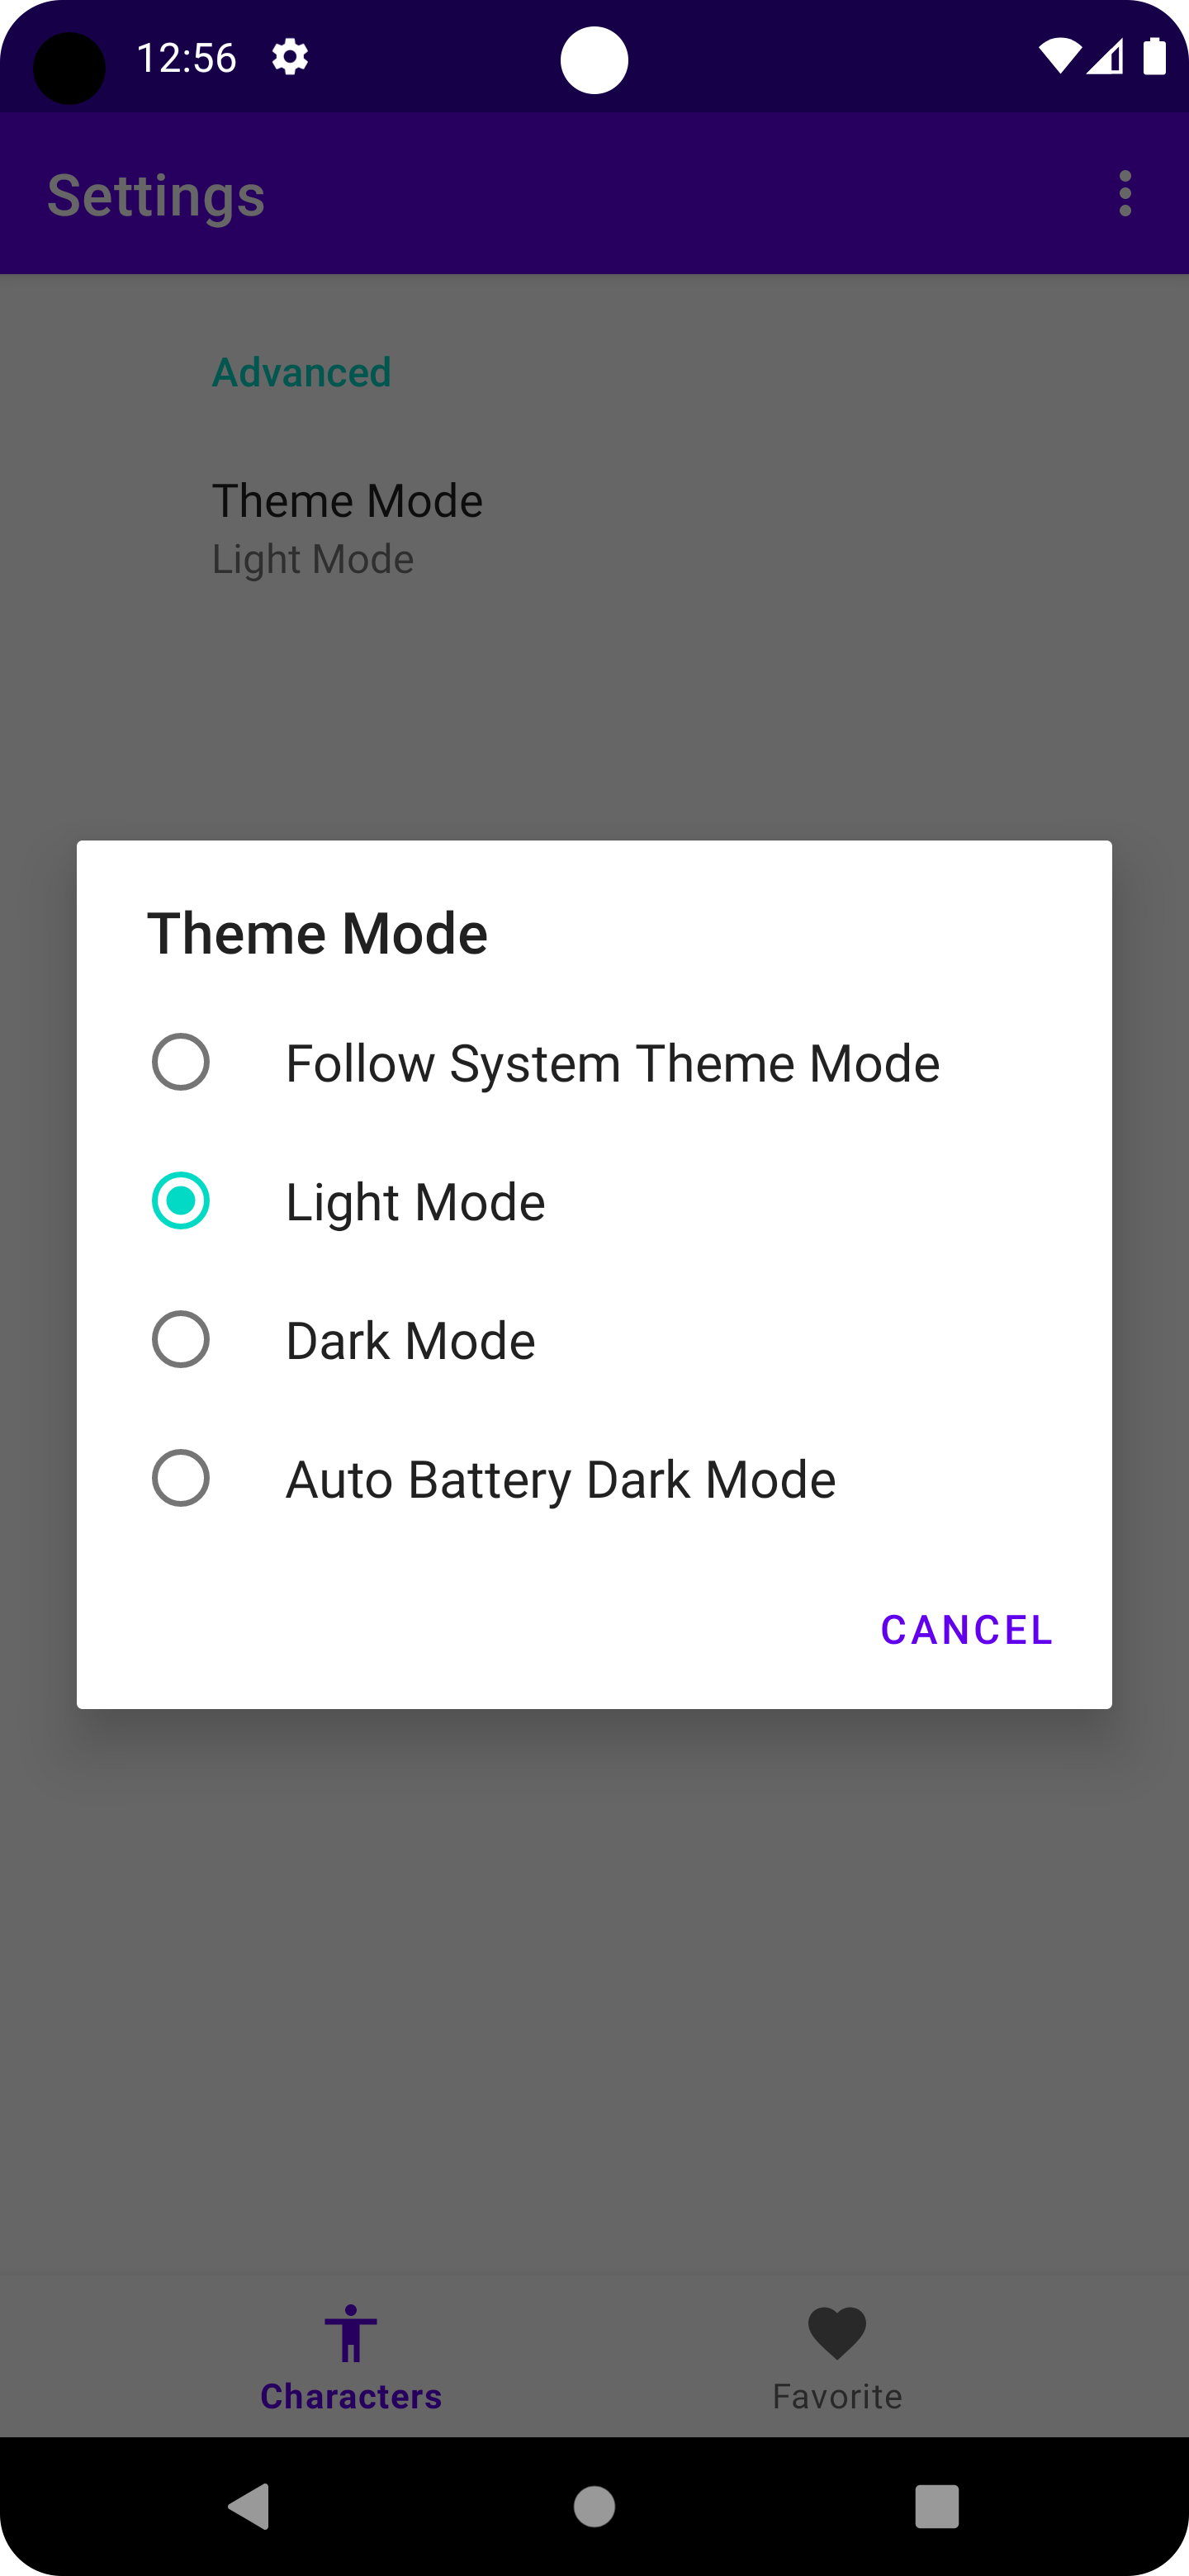 12:56
Settings
Advanced
Theme Mode
Light Mode
Theme Mode
Follow System Theme Mode
Light Mode
Dark Mode
Auto Battery Dark Mode
CANCEL
Characters
Favorite